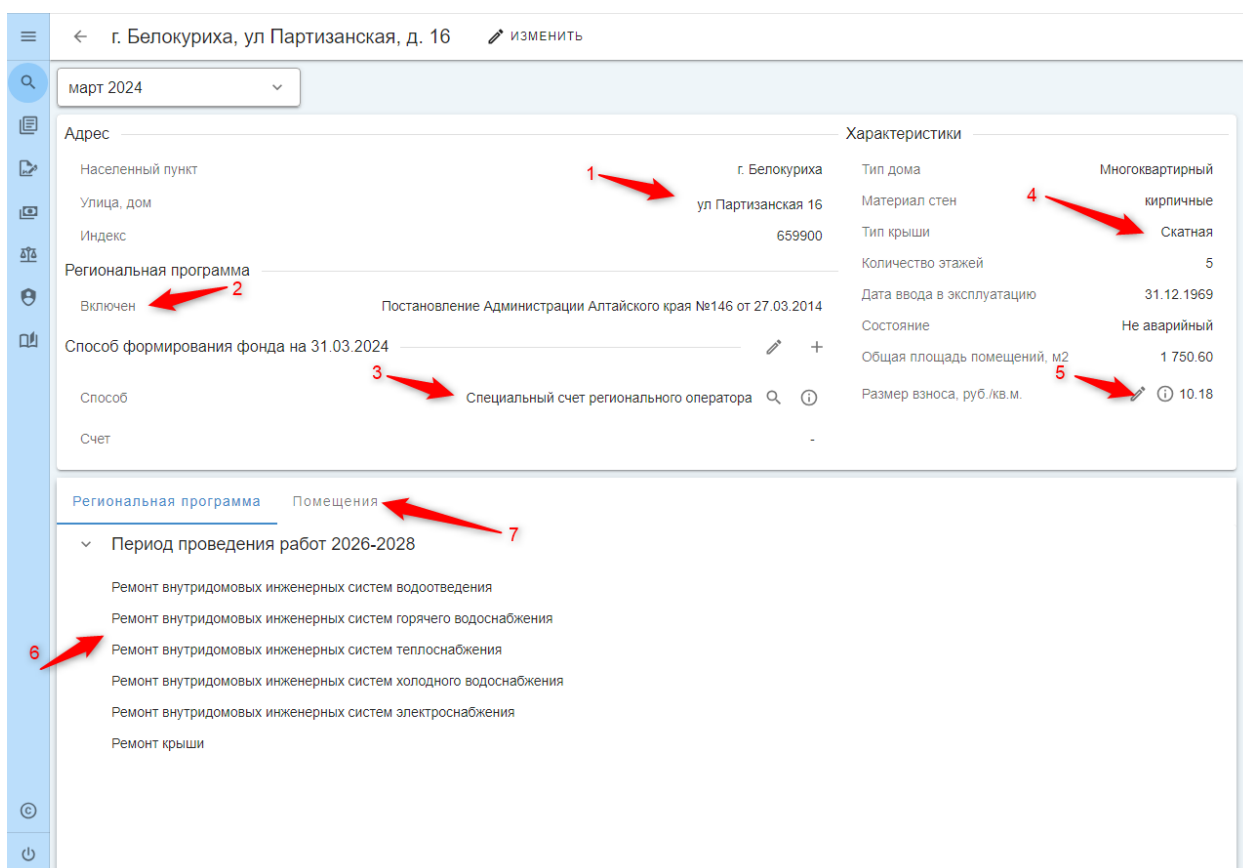 г. Белокуриха, ул Партизанская, д. 16 ИЗМЕНИТЬ
март 2024
Адрес
Населенный пункт г. Белокуриха
1
Улица, дом ул Партизанская 16
Индекс 659900
Региональная программа
2
Включен Постановление Администрации Алтайского края №146 от 27.03.2014
Способ формирования фонда на 31.03.2024
3
Способ Специальный счет регионального оператора
Счет -
Характеристики
Тип дома Многоквартирный
Материал стен кирпичные
4
Тип крыши Скатная
Количество этажей 5
Дата ввода в эксплуатацию 31.12.1969
Состояние Не аварийный
Общая площадь помещений, м2 1 750.60
5
Размер взноса, руб./кв.м. 10.18
Региональная программа Помещения
7
Период проведения работ 2026-2028
Ремонт внутридомовых инженерных систем водоотведения
Ремонт внутридомовых инженерных систем горячего водоснабжения
6
Ремонт внутридомовых инженерных систем теплоснабжения
Ремонт внутридомовых инженерных систем холодного водоснабжения
Ремонт внутридомовых инженерных систем электроснабжения
Ремонт крыши